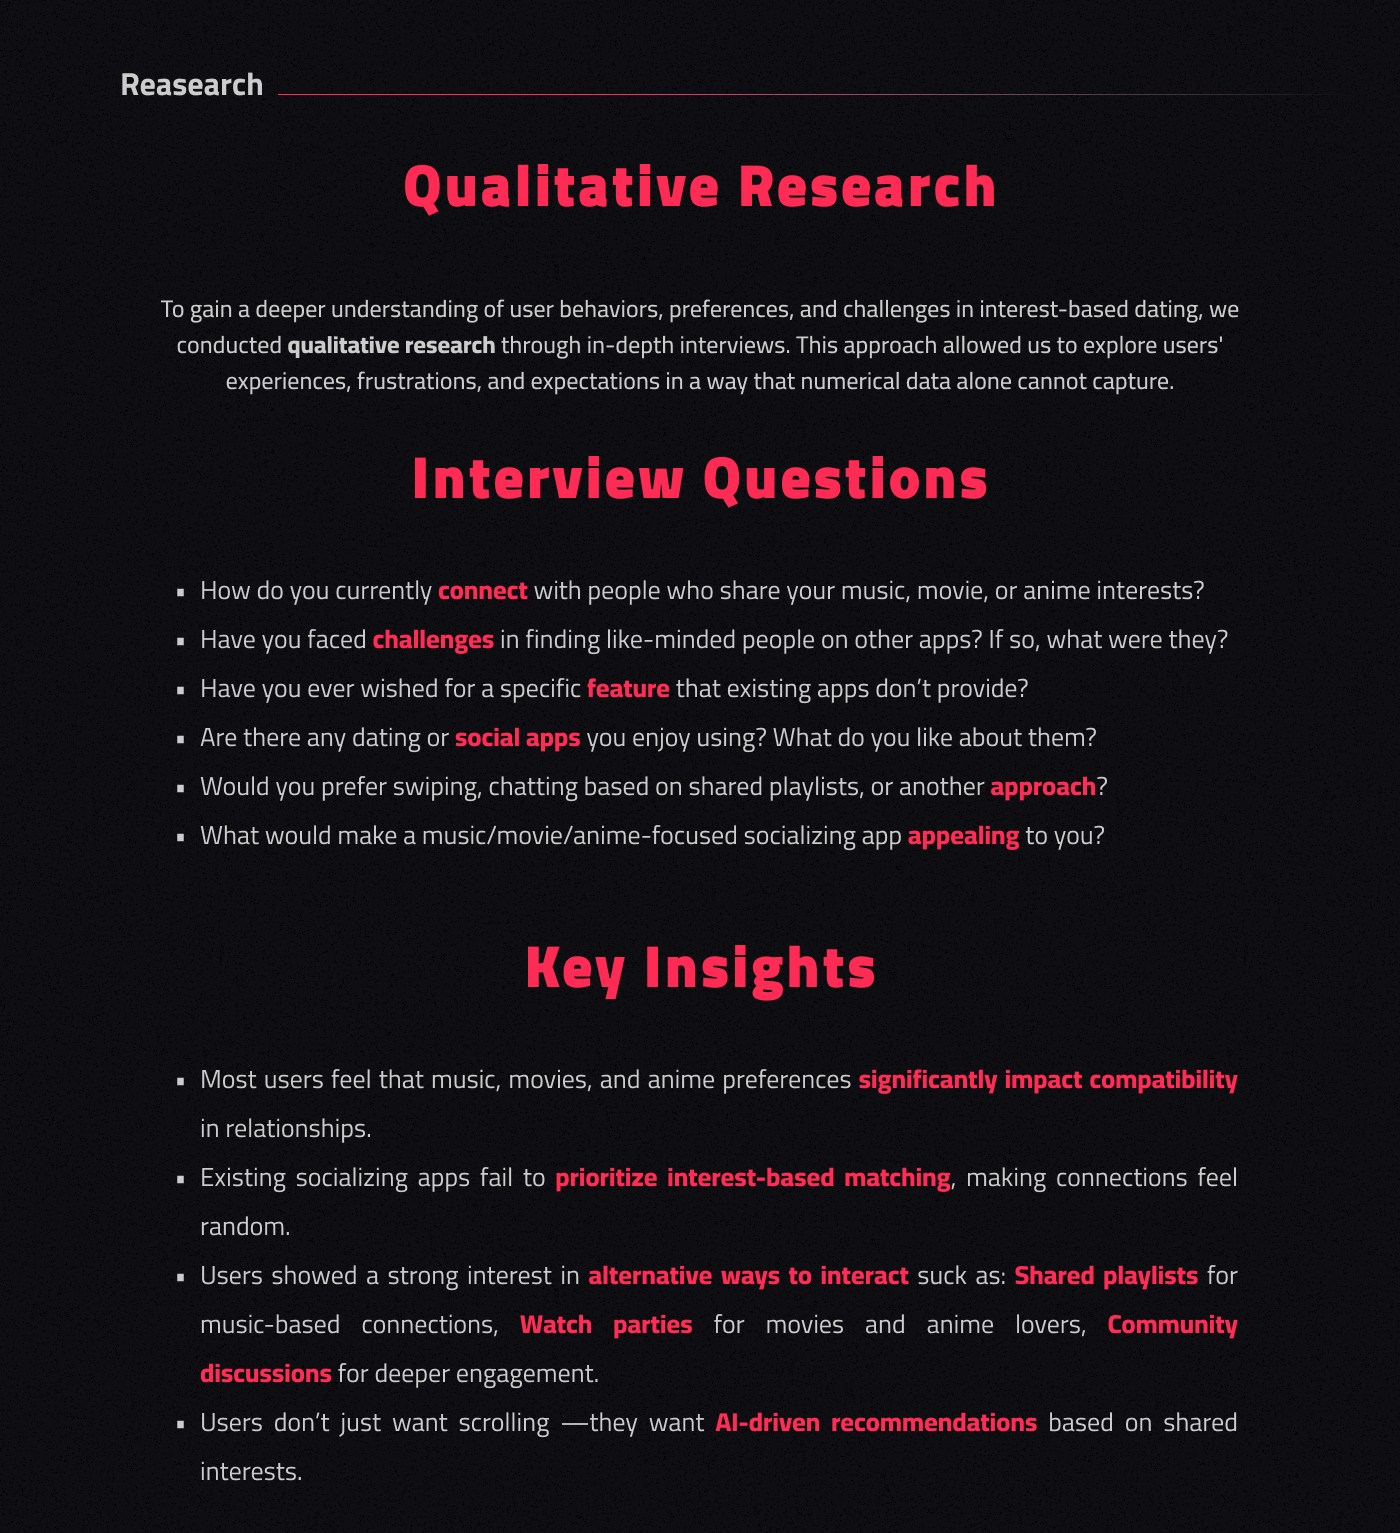 Reasearch
Qualitative Research
To gain a deeper understanding of user behaviors, preferences, and challenges in interest-based dating, we
conducted qualitative research through in-depth interviews. This approach allowed us to explore users'
experiences, frustrations, and expectations in a way that numerical data alone cannot capture.
Interview Questions
▪ How do you currently connect with people who share your music, movie, or anime interests?
▪ Have you faced challenges in finding like-minded people on other apps? If so, what were they?
▪ Have you ever wished for a specific feature that existing apps don’t provide?
▪ Are there any dating or social apps you enjoy using? What do you like about them?
▪ Would you prefer swiping, chatting based on shared playlists, or another approach?
▪ What would make a music/movie/anime-focused socializing app appealing to you?
Key Insights
▪ Most users feel that music, movies, and anime preferences significantly impact compatibility
in relationships.
▪ Existing socializing apps fail to prioritize interest-based matching, making connections feel
random.
▪ Users showed a strong interest in alternative ways to interact suck as: Shared playlists for
music-based connections, Watch parties for movies and anime lovers, Community
discussions for deeper engagement.
▪ Users don’t just want scrolling —they want AI-driven recommendations based on shared
interests.